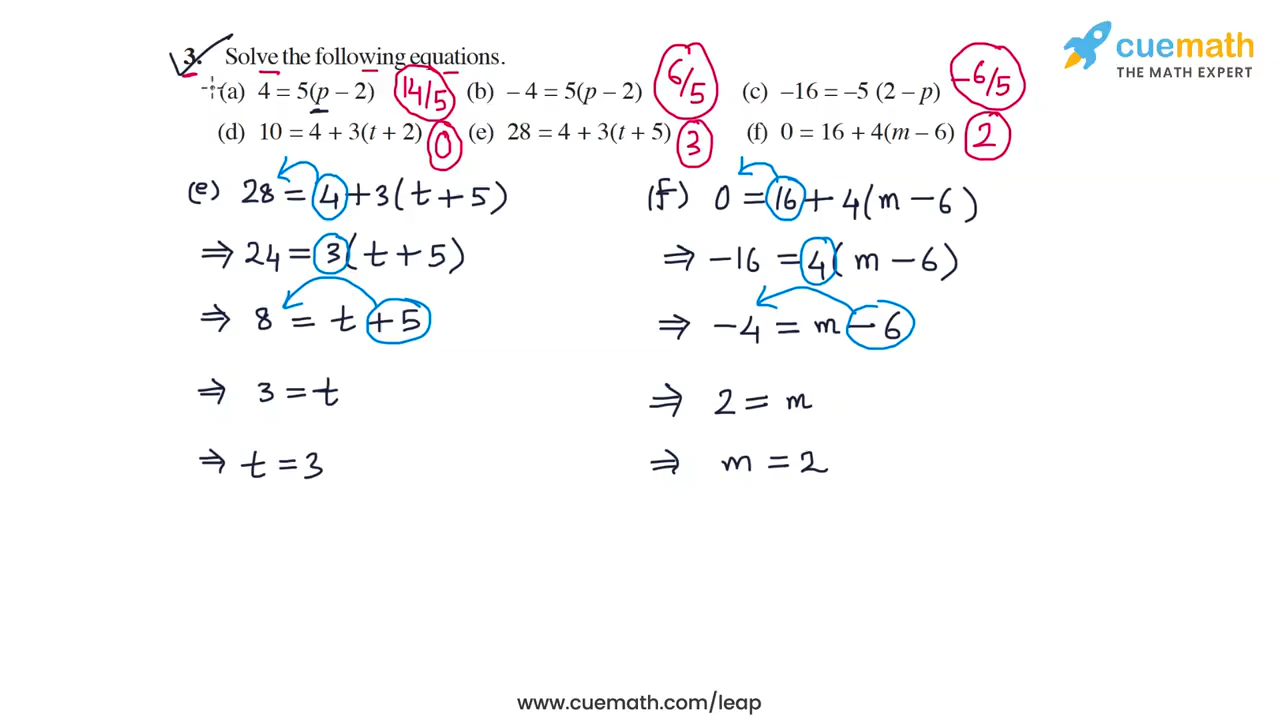 cuemath
THE MATH EXPERT
3. Solve the following equations.
(a) 4 = 5(p – 2) 14/5 (b) – 4 = 5(p – 2) 6/5 (c) –16 = –5 (2 – p) –6/5
(d) 10 = 4 + 3(t + 2) 0 (e) 28 = 4 + 3(t + 5) 3 (f) 0 = 16 + 4(m – 6) 2
(e) 28 = 4 + 3(t + 5)
⇒ 24 = 3(t + 5)
⇒ 8 = t + 5
⇒ 3 = t
⇒ t = 3
(f) 0 = 16 + 4(m – 6)
⇒ –16 = 4(m – 6)
⇒ –4 = m – 6
⇒ 2 = m
⇒ m = 2
www.cuemath.com/leap